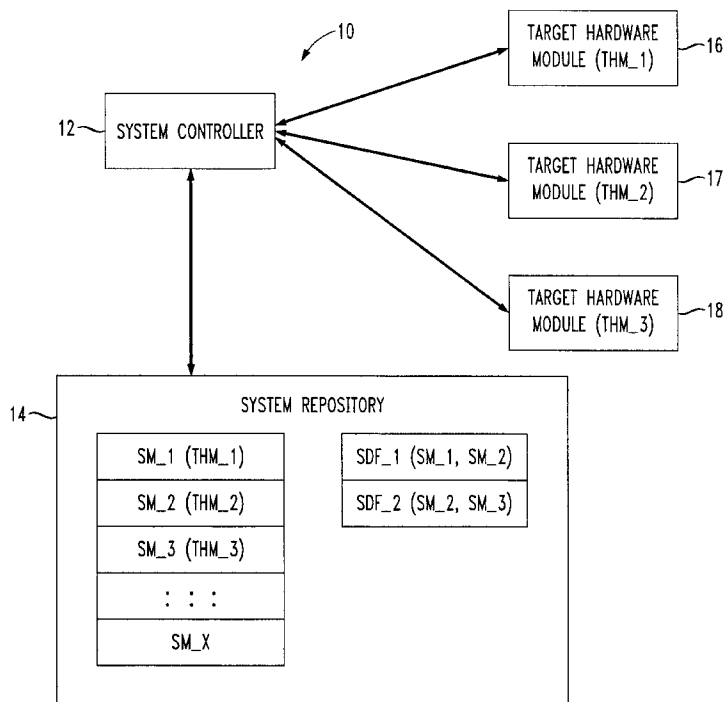 10
TARGET HARDWARE
MODULE (THM_1)
16
12
SYSTEM CONTROLLER
TARGET HARDWARE
MODULE (THM_2)
17
TARGET HARDWARE
MODULE (THM_3)
18
14
SYSTEM REPOSITORY
SM_1 (THM_1)
SM_2 (THM_2)
SM_3 (THM_3)
: : :
SM_X
SDF_1 (SM_1, SM_2)
SDF_2 (SM_2, SM_3)